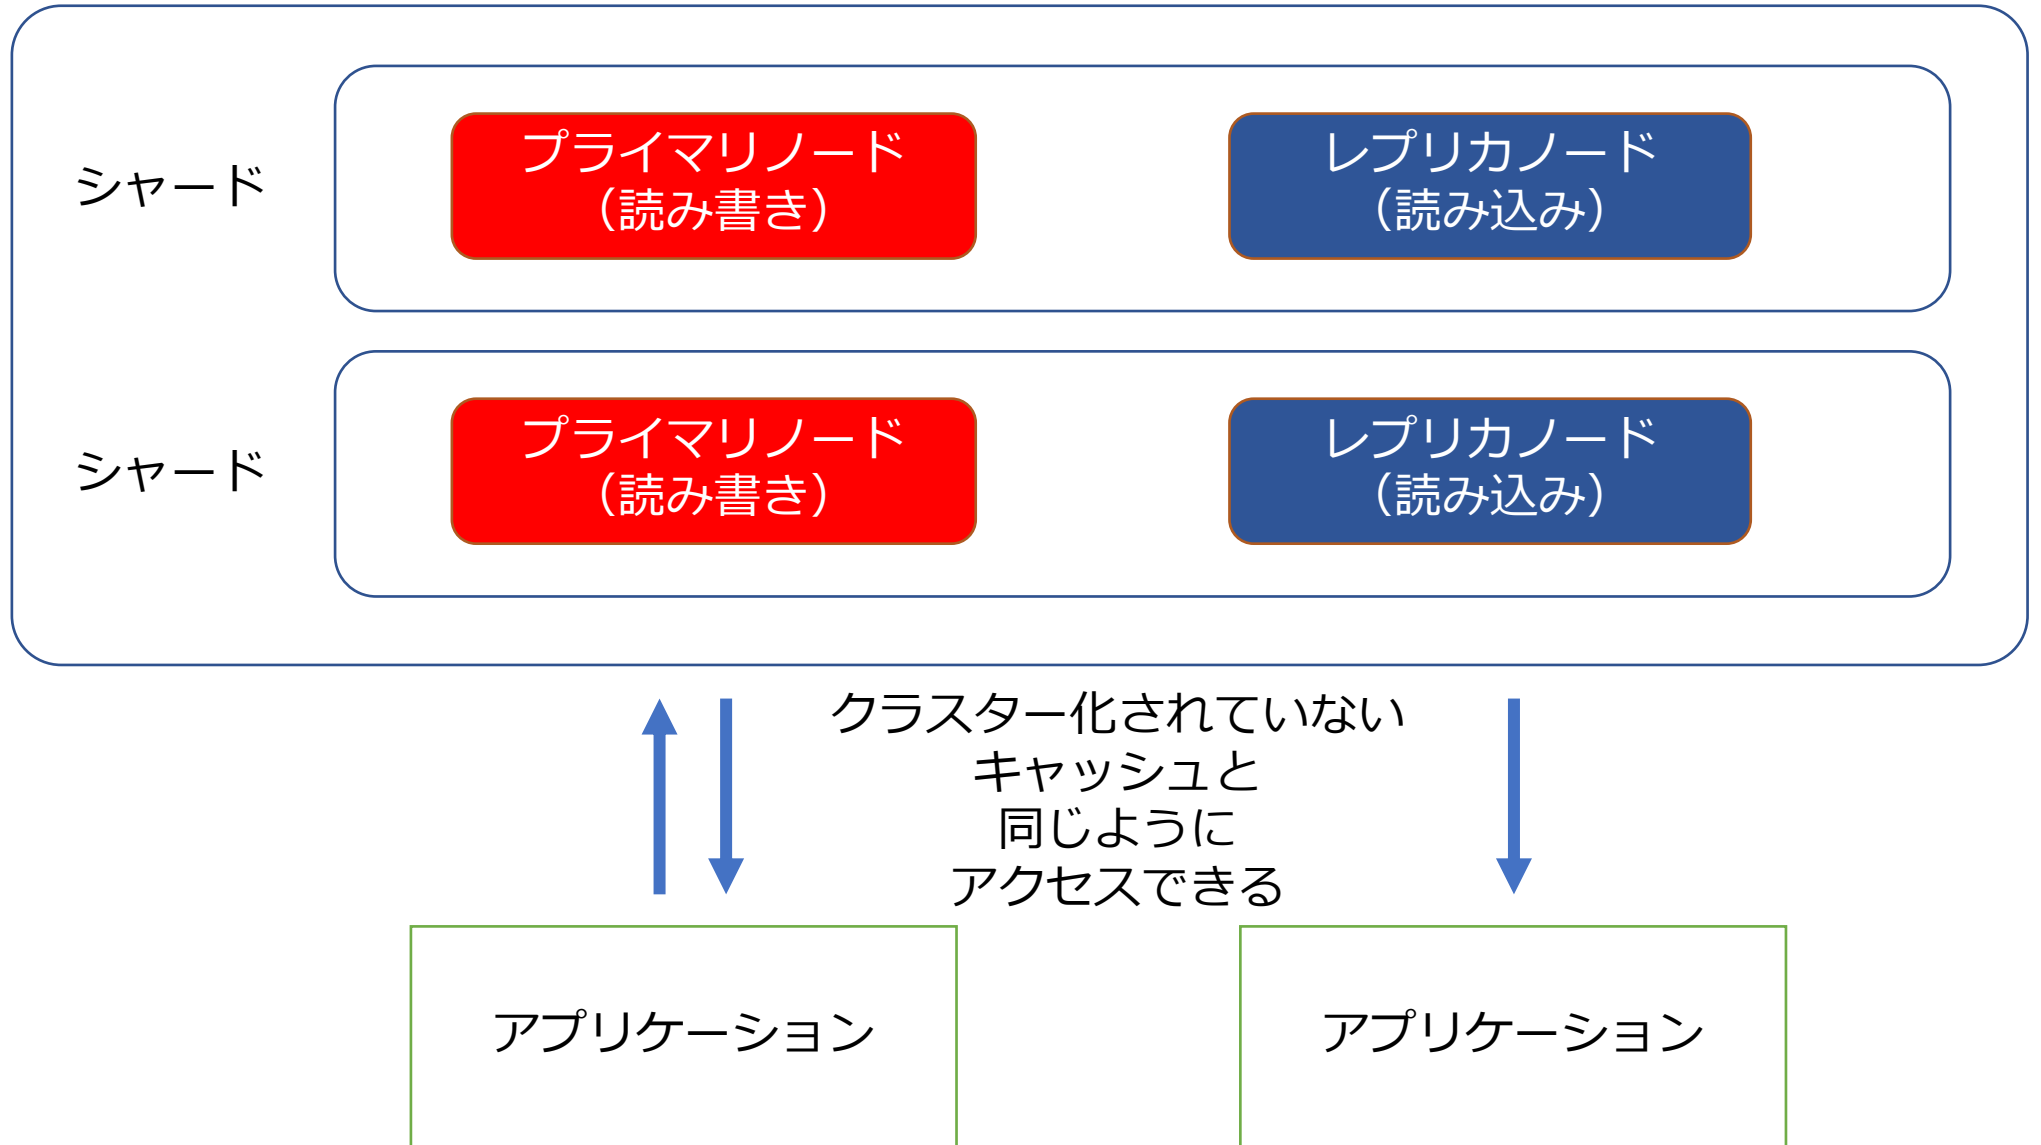 シャード
プライマリノード
（読み書き）
レプリカノード
（読み込み）
シャード
プライマリノード
（読み書き）
レプリカノード
（読み込み）
クラスター化されていない
キャッシュと
同じように
アクセスできる
アプリケーション
アプリケーション